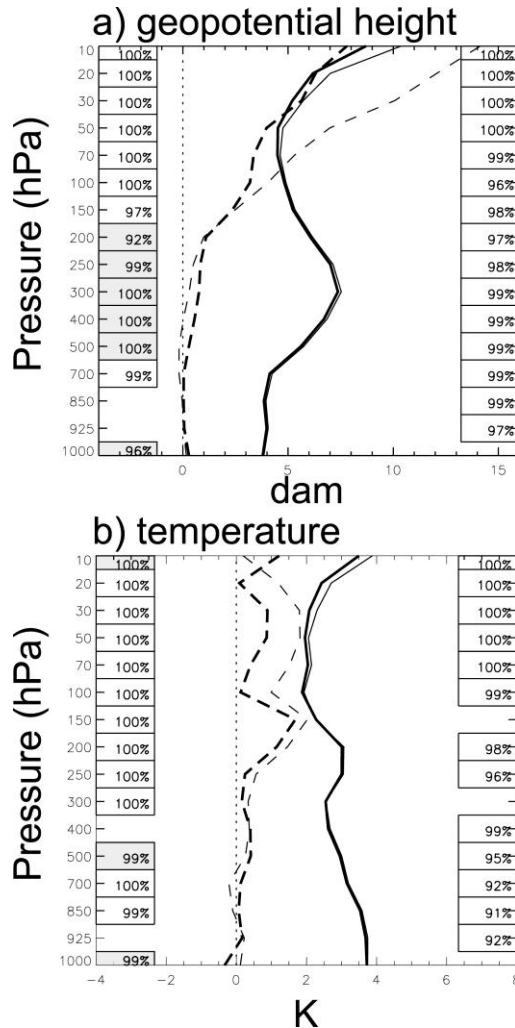 a) geopotential height
Pressure (hPa)
10 100% 100%
20 100% 100%
30 100% 100%
50 100% 100%
70 100% 99%
100 100% 96%
150 97% 98%
200 92% 97%
250 99% 98%
300 100% 99%
400 100% 99%
500 100% 99%
700 99% 99%
850 99%
925 97%
1000 96%
0 5 10 15
dam
b) temperature
Pressure (hPa)
10 100% 100%
20 100% 100%
30 100% 100%
50 100% 100%
70 100% 100%
100 100% 99%
150 100%
200 100% 98%
250 100% 96%
300 100%
400 99%
500 99% 95%
700 100% 92%
850 99% 91%
925 92%
1000 99%
−4 −2 0 2 4 6 8
K